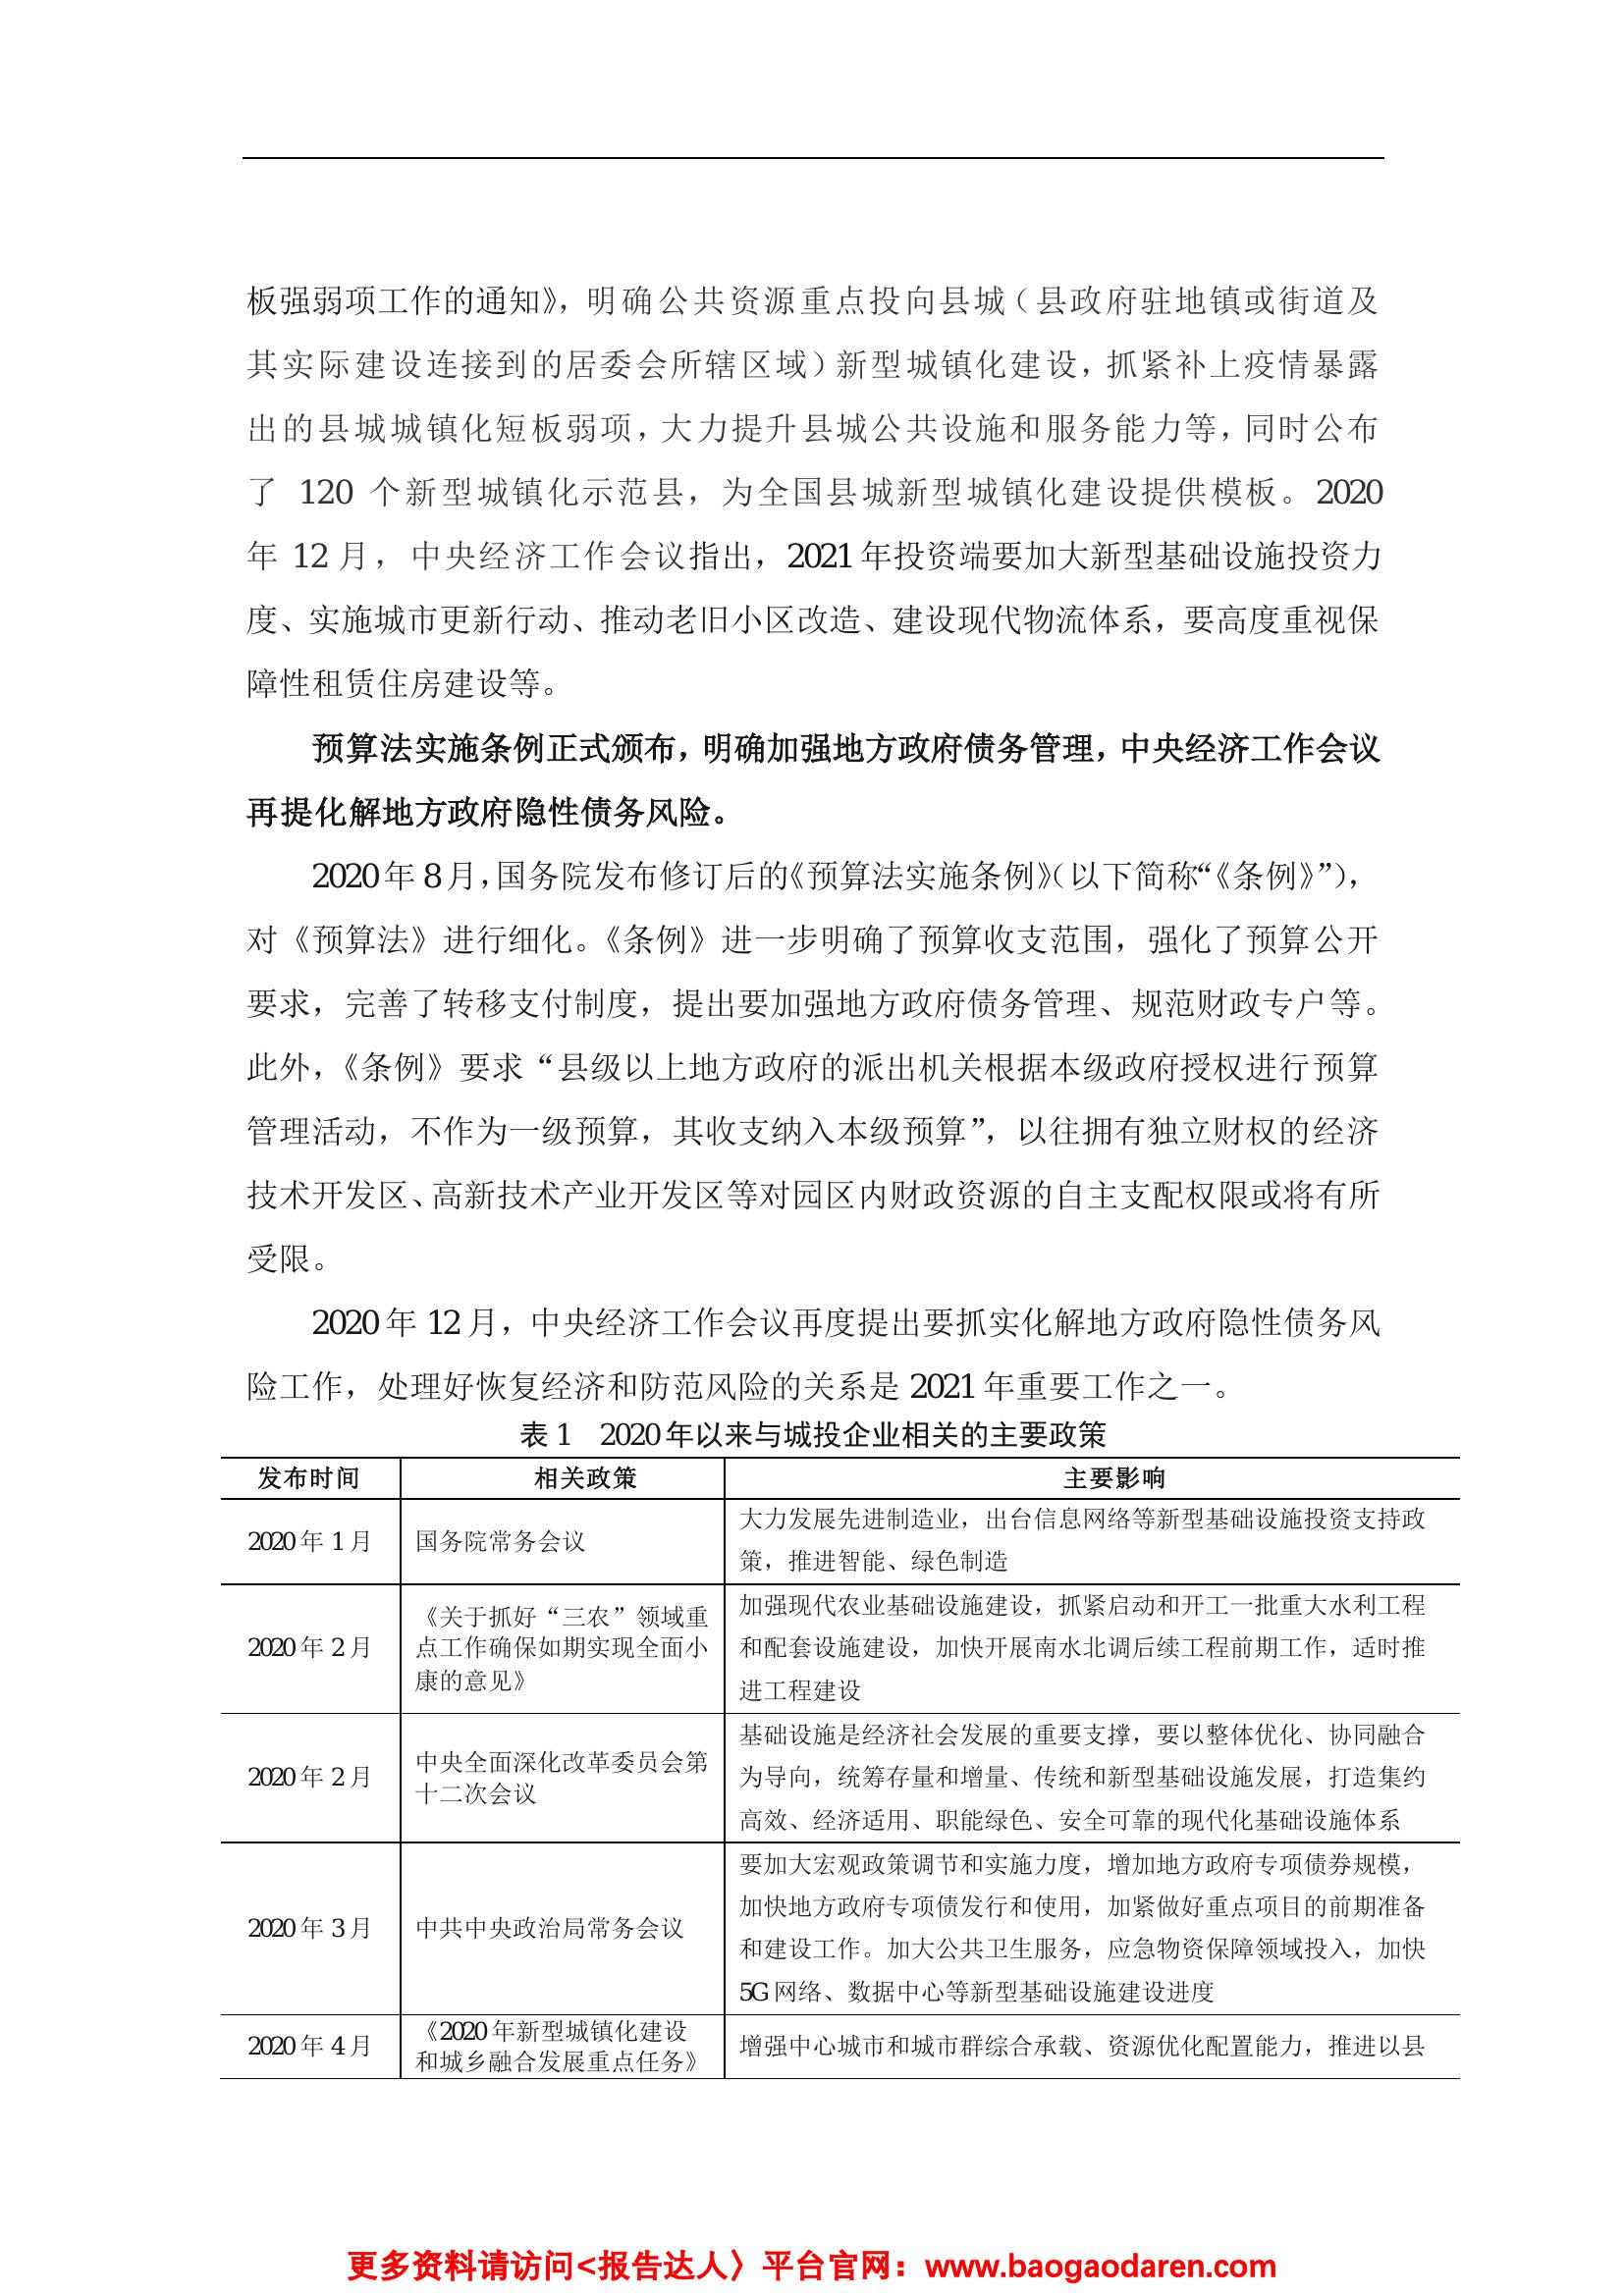 板强弱项工作的通知》，明确公共资源重点投向县城（县政府驻地镇或街道及
其实际建设连接到的居委会所辖区域）新型城镇化建设，抓紧补上疫情暴露
出的县城城镇化短板弱项，大力提升县城公共设施和服务能力等，同时公布
了 120 个新型城镇化示范县，为全国县城新型城镇化建设提供模板。2020
年 12 月，中央经济工作会议指出，2021 年投资端要加大新型基础设施投资力
度、实施城市更新行动、推动老旧小区改造、建设现代物流体系，要高度重视保
障性租赁住房建设等。
预算法实施条例正式颁布，明确加强地方政府债务管理，中央经济工作会议
再提化解地方政府隐性债务风险。
2020 年 8 月，国务院发布修订后的《预算法实施条例》（以下简称“《条例》”），
对《预算法》进行细化。《条例》进一步明确了预算收支范围，强化了预算公开
要求，完善了转移支付制度，提出要加强地方政府债务管理、规范财政专户等。
此外，《条例》要求“县级以上地方政府的派出机关根据本级政府授权进行预算
管理活动，不作为一级预算，其收支纳入本级预算”，以往拥有独立财权的经济
技术开发区、高新技术产业开发区等对园区内财政资源的自主支配权限或将有所
受限。
2020 年 12 月，中央经济工作会议再度提出要抓实化解地方政府隐性债务风
险工作，处理好恢复经济和防范风险的关系是 2021 年重要工作之一。
表 1 2020 年以来与城投企业相关的主要政策
发布时间 相关政策 主要影响
2020 年 1 月
国务院常务会议
大力发展先进制造业，出台信息网络等新型基础设施投资支持政
策，推进智能、绿色制造
2020 年 2 月
《关于抓好“三农”领域重
点工作确保如期实现全面小
康的意见》
加强现代农业基础设施建设，抓紧启动和开工一批重大水利工程
和配套设施建设，加快开展南水北调后续工程前期工作，适时推
进工程建设
2020 年 2 月
中央全面深化改革委员会第
十二次会议
基础设施是经济社会发展的重要支撑，要以整体优化、协同融合
为导向，统筹存量和增量、传统和新型基础设施发展，打造集约
高效、经济适用、职能绿色、安全可靠的现代化基础设施体系
2020 年 3 月
中共中央政治局常务会议
要加大宏观政策调节和实施力度，增加地方政府专项债券规模，
加快地方政府专项债发行和使用，加紧做好重点项目的前期准备
和建设工作。加大公共卫生服务，应急物资保障领域投入，加快
5G 网络、数据中心等新型基础设施建设进度
2020 年 4 月
《2020 年新型城镇化建设
和城乡融合发展重点任务》
增强中心城市和城市群综合承载、资源优化配置能力，推进以县
更多资料请访问<报告达人〉平台官网：www.baogaodaren.com